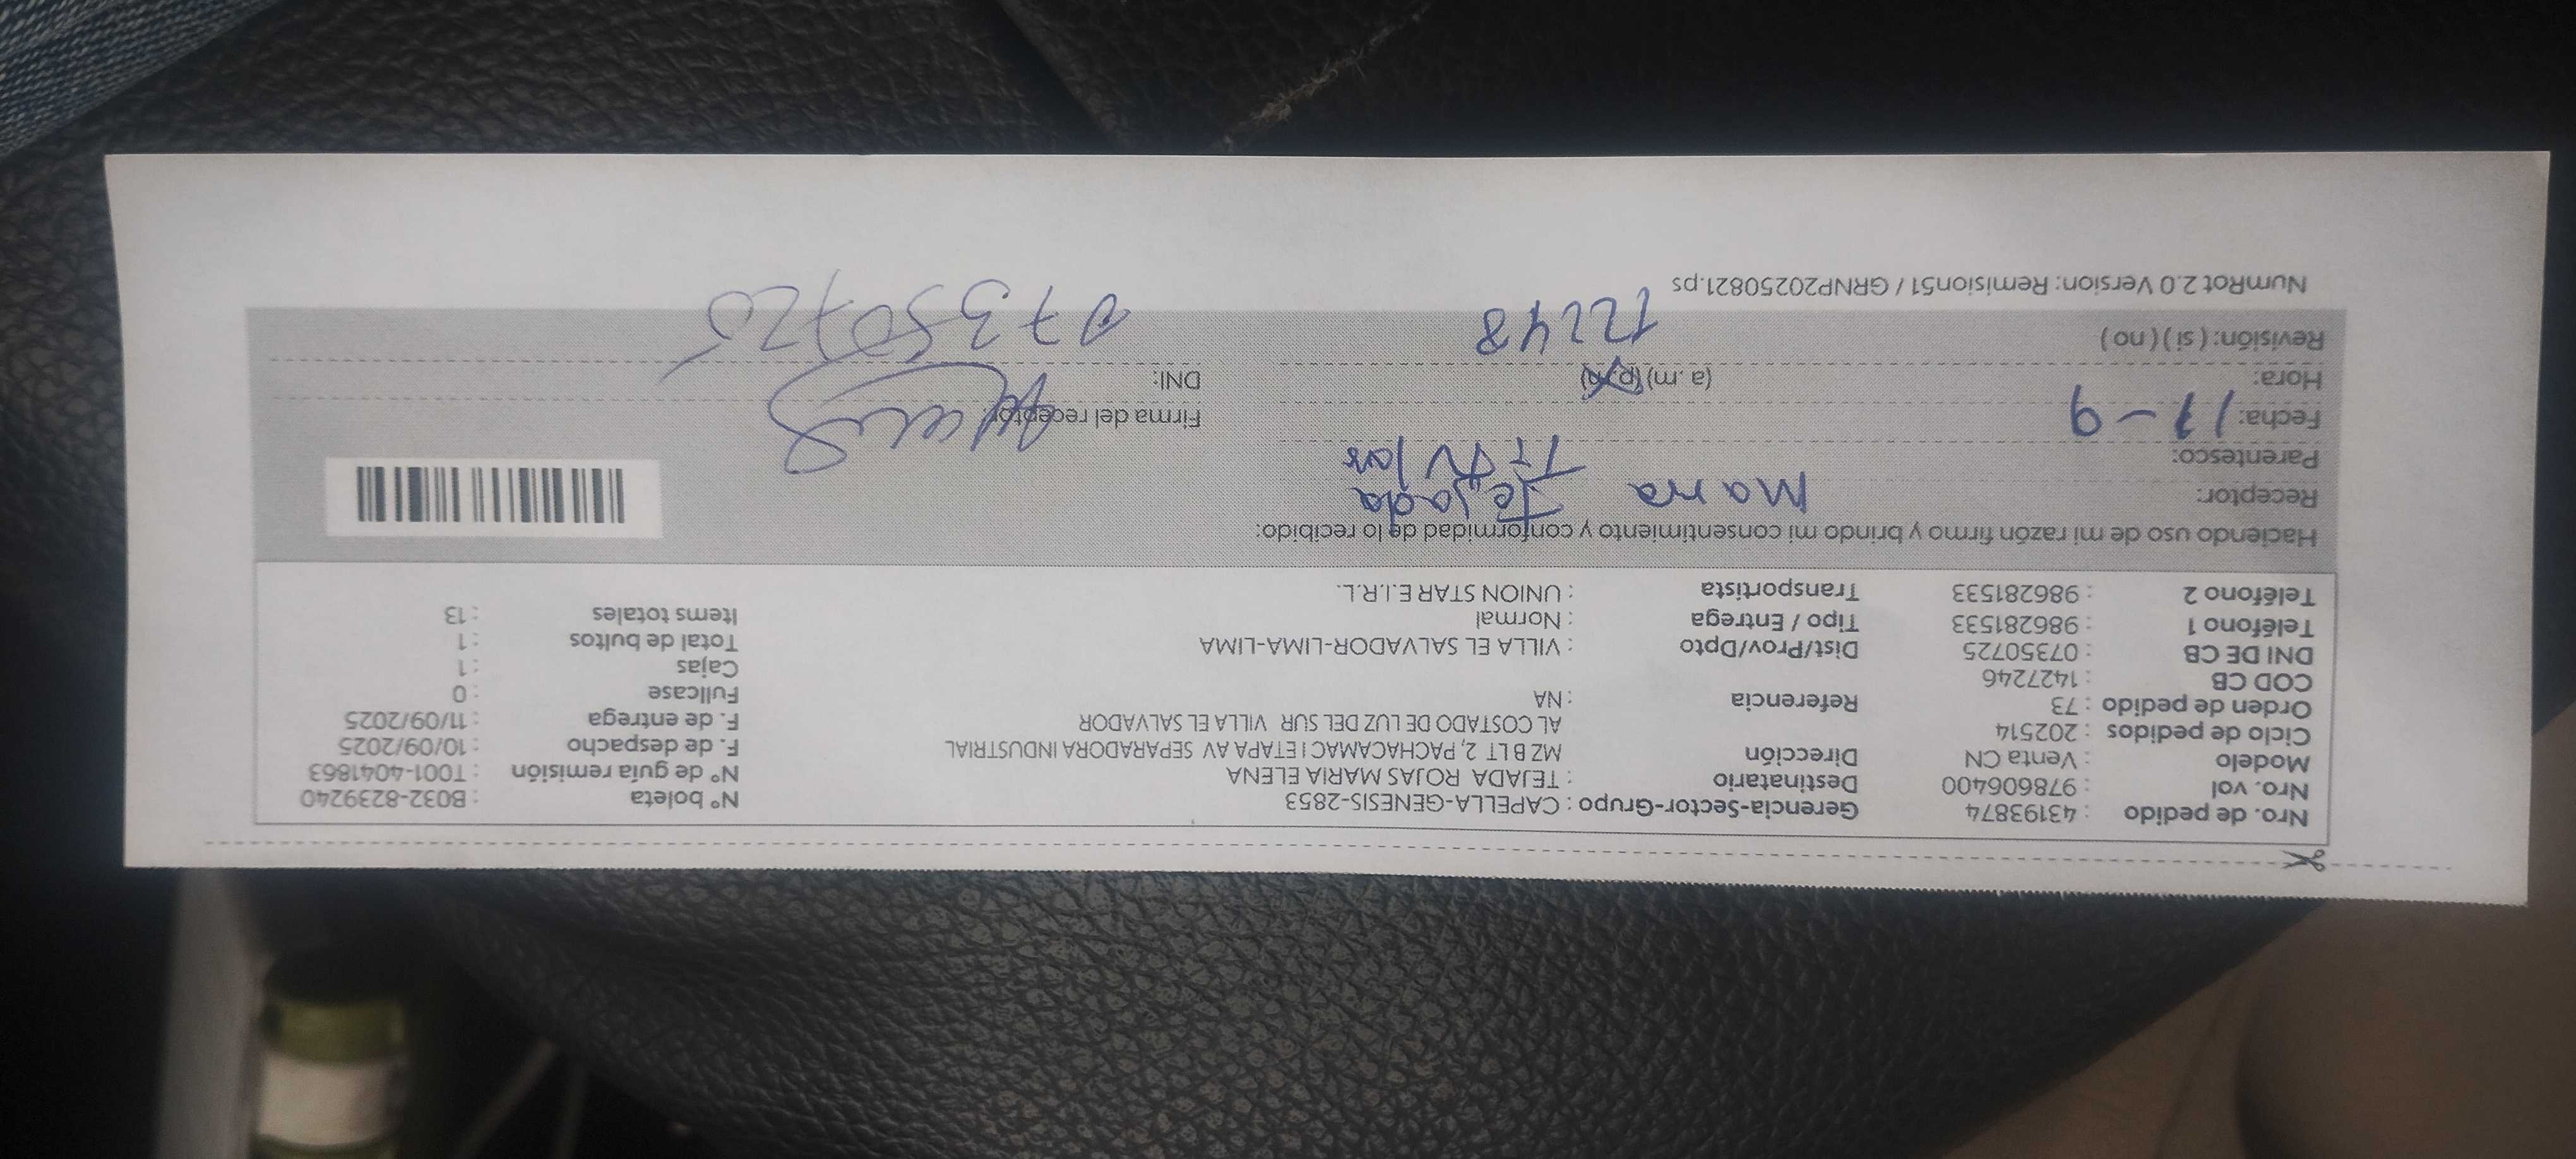 Nro. de pedido : 43193874 Gerencia-Sector-Grupo : CAPELLA-GENESIS-2853 N° boleta : B032-8239240
Nro. vol : 978606400 Destinatario : TEJADA ROJAS MARIA ELENA N° de guía remisión : T001-4041863
Modelo : Venta CN Dirección MZ B LT 2, PACHACAMAC I ETAPA AV SEPARADORA INDUSTRIAL F. de despacho : 10/09/2025
Ciclo de pedidos : 202514 AL COSTADO DE LUZ DEL SUR VILLA EL SALVADOR F. de entrega : 11/09/2025
Orden de pedido : 73 Referencia : NA Fullcase : 0
COD CB : 1427246 Cajas : 1
DNI DE CB : 07350725 Dist/Prov/Dpto : VILLA EL SALVADOR-LIMA-LIMA Total de bultos : 1
Teléfono 1 : 986281533 Tipo / Entrega : Normal Items totales : 13
Teléfono 2 : 986281533 Transportista : UNION STAR E.I.R.L.
Haciendo uso de mi razón firmo y brindo mi consentimiento y conformidad de lo recibido:
Receptor: Maria Tejada
Parentesco: Titular
Fecha: 11-9 Firma del receptor:
Hora: (a.m) (p.m) DNI: 07350725
Revisión: ( si ) ( no ) 12248
NumRot 2.0 Version: Remision51 / GRNP20250821.ps